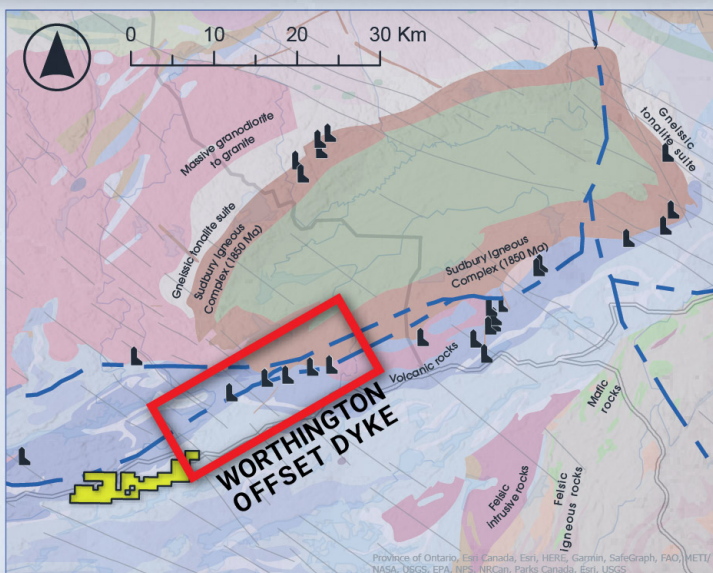 0 10 20 30 Km
Massive granodiorite
to granite
Gneissic
tonalite suite
Gneissic tonalite suite
Sudbury Igneous
Complex (1850 Ma)
Sudbury Igneous
Complex (1850 Ma)
Volcanic rocks
Mafic
rocks
WORTHINGTON
OFFSET DYKE
Felsic
intrusive rocks
Felsic
igneous rocks
Province of Ontario, Esri Canada, Esri, HERE, Garmin, SafeGraph, FAO, METI/
NASA, USGS, EPA, NPS, NRCan, Parks Canada, Esri, USGS